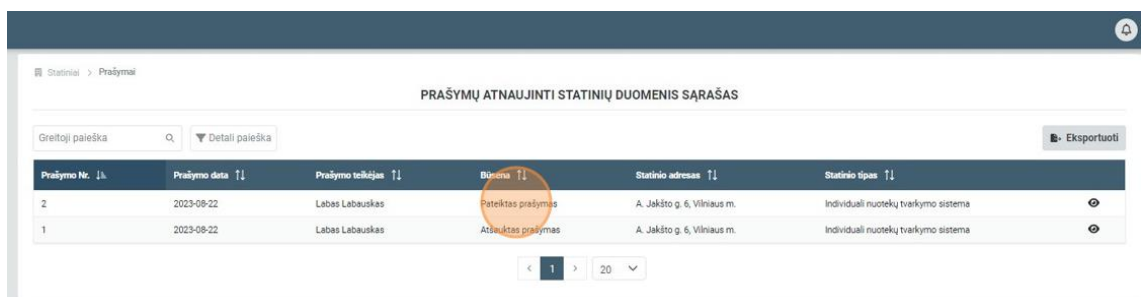 Statiniai > Prašymai
PRAŠYMŲ ATNAUJINTI STATINIŲ DUOMENIS SĄRAŠAS
Greitoji paieška Detali paieška Eksportuoti
Prašymo Nr. Prašymo data Prašymo teikėjas Būsena Statinio adresas Statinio tipas
2 2023-08-22 Labas Labauskas Pateiktas prašymas A. Jakšto g. 6, Vilniaus m. Individuali nuotekų tvarkymo sistema
1 2023-08-22 Labas Labauskas Atšauktas prašymas A. Jakšto g. 6, Vilniaus m. Individuali nuotekų tvarkymo sistema
< 1 > 20